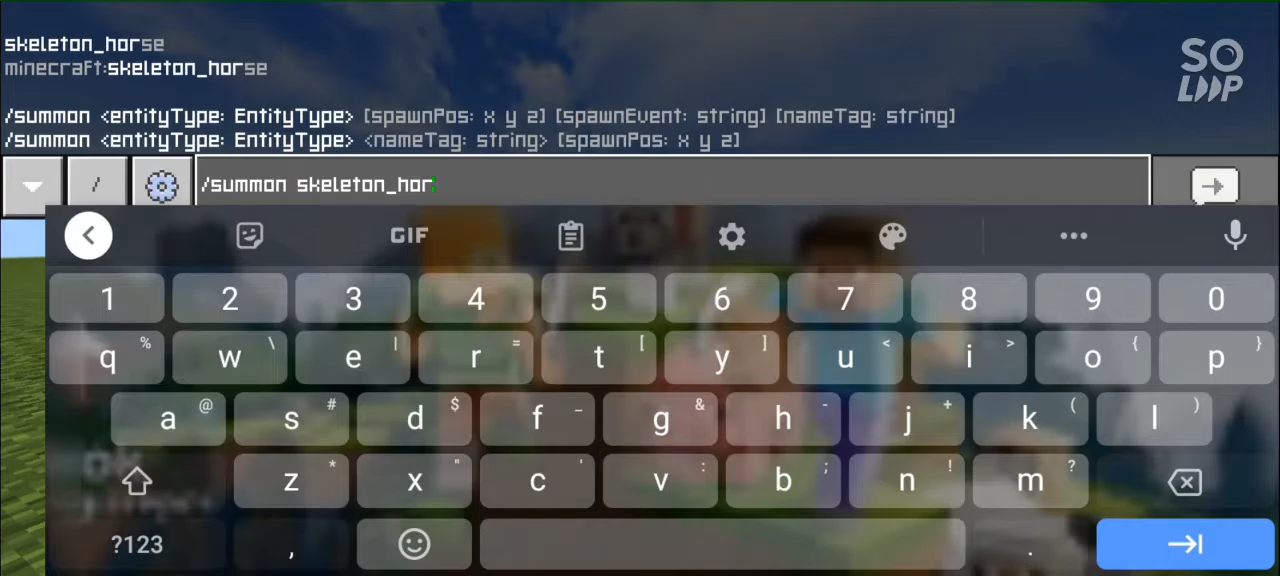 skeleton_horse
minecraft:skeleton_horse
/summon <entityType: EntityType> [spawnPos: x y z] [spawnEvent: string] [nameTag: string]
/summon <entityType: EntityType> <nameTag: string> [spawnPos: x y z]
SO
LOOP
/ /summon skeleton_hor
GIF
1 2 3 4 5 6 7 8 9 0
q % w \ e | r = t [ y ] u < i > o { p }
a @ s # d $ f _ g & h - j + k ( l )
z * x " c ' v : b ; n ! m ?
?123 , .